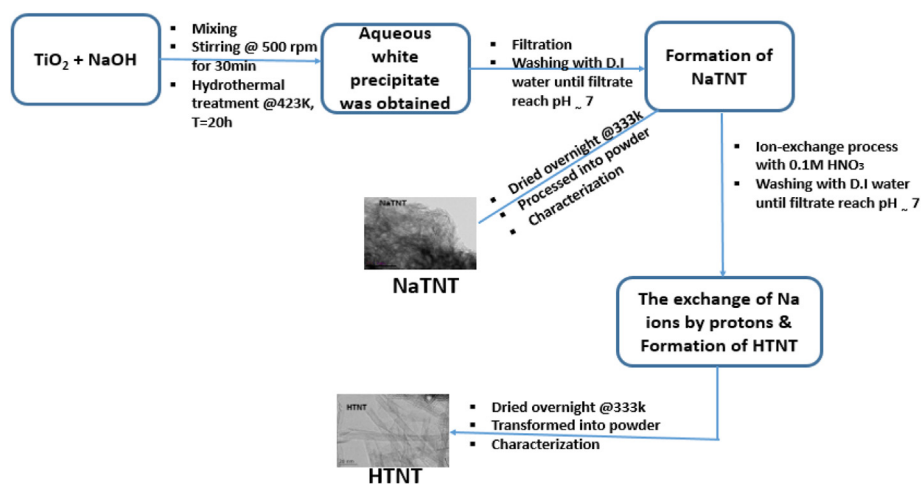 TiO₂ + NaOH
▪ Mixing
▪ Stirring @ 500 rpm
for 30min
▪ Hydrothermal
treatment @423K,
T=20h
Aqueous
white
precipitate
was obtained
▪ Filtration
▪ Washing with D.I
water until filtrate
reach pH ~ 7
Formation of
NaTNT
▪ Dried overnight @333k
▪ Processed into powder
▪ Characterization
NaTNT
NaTNT
▪ Ion-exchange process
with 0.1M HNO₃
▪ Washing with D.I water
until filtrate reach pH ~ 7
The exchange of Na
ions by protons &
Formation of HTNT
▪ Dried overnight @333k
▪ Transformed into powder
▪ Characterization
HTNT
HTNT